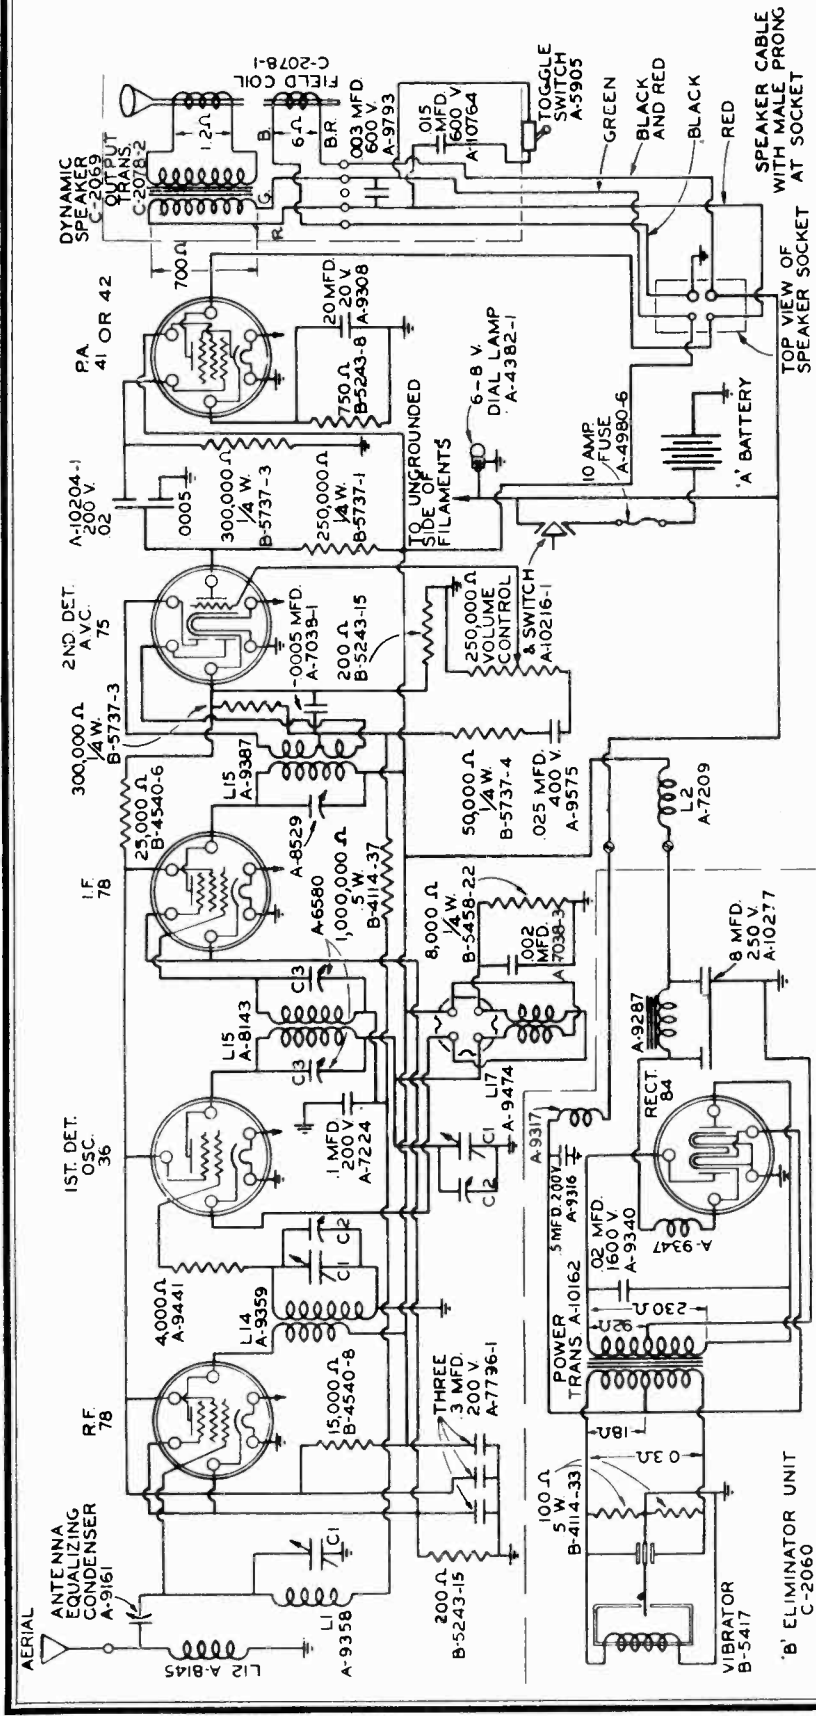 AERIAL
ANTENNA
EQUALIZING
CONDENSER
A-9161
L12 A-8145
L1
A-9358
C1
R.F.
78
15,000 Ω
B-4540-8
200 Ω
B-5243-15
THREE
.3 MFD.
200 V.
A-7796-1
L14
A-9359
4,000 Ω
A-9441
C1
C2
1ST. DET.
OSC.
36
.1 MFD.
200 V.
A-7224
C2
C1
L15
A-8143
C3
C3
A-6580
L17
A-9474
I.F.
78
1,000,000 Ω
.5 W.
B-4114-37
8,000 Ω
1/4 W.
B-5458-22
.002
MFD.
A-7038-3
25,000 Ω
B-4540-6
A-8529
L15
A-9387
300,000 Ω
1/4 W.
B-5737-3
50,000 Ω
1/4 W.
B-5737-4
.025 MFD.
400 V.
A-9575
2ND. DET.
A.V.C.
75
.0005 MFD.
A-7038-1
200 Ω
B-5243-15
250,000 Ω
VOLUME
CONTROL
& SWITCH
A-10216-1
A-10204-1
200 V.
.02
.0005
300,000 Ω
1/4 W.
B-5737-3
250,000 Ω
1/4 W.
B-5737-1
TO UNGROUNDED
SIDE OF
FILAMENTS
P.A.
41 OR 42
20 MFD.
20 V.
A-9308
750 Ω
B-5243-8
6-8 V.
DIAL LAMP
A-4382-1
10 AMP.
FUSE
A-4980-6
'A' BATTERY
DYNAMIC
SPEAKER
C-2069
OUTPUT
TRANS.
C-2078-2
700 Ω
1.2 Ω
FIELD COIL
C-2078-1
6 Ω
B.
B.R.
G.
R.
.003 MFD.
600 V.
A-9793
.015
MFD.
600 V.
A-10764
TOGGLE
SWITCH
A-5905
GREEN
BLACK
AND RED
BLACK
RED
SPEAKER CABLE
WITH MALE PRONG
AT SOCKET
TOP VIEW OF
SPEAKER SOCKET
L2
A-7209
8 MFD.
250 V.
A-10277
A-9287
RECT.
84
A-9347
A-9317
.5 MFD. 200V.
A-9316
.02 MFD.
1600 V.
A-9340
POWER
TRANS. A-10162
230 Ω
92 Ω
.18 Ω
0.3 Ω
100 Ω
5 W.
B-4114-33
VIBRATOR
B-5417
'B' ELIMINATOR UNIT
C-2060